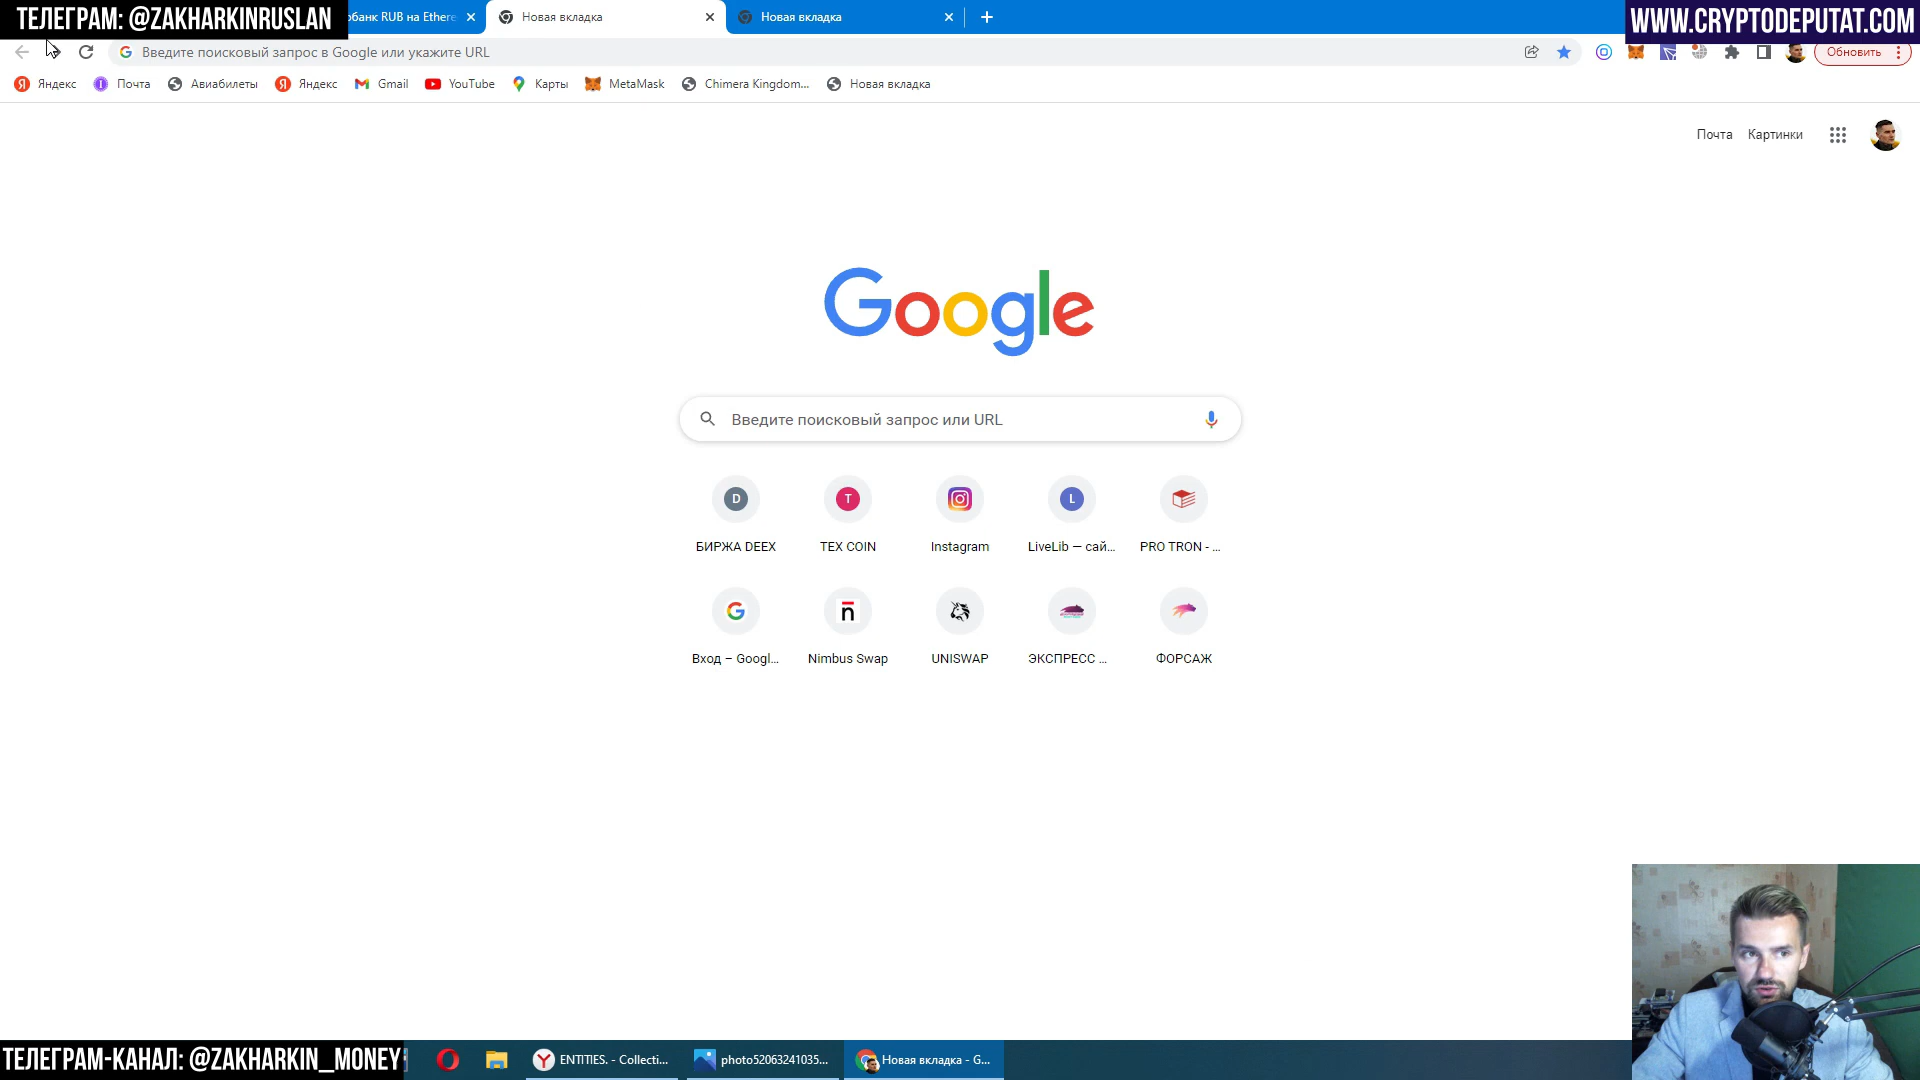 ТЕЛЕГРАМ: @ZAKHARKINRUSLAN
обанк RUB на Ethere
Новая вкладка
Новая вкладка
WWW.CRYPTODEPUTAT.COM
Введите поисковый запрос в Google или укажите URL
Обновить
Яндекс
Почта
Авиабилеты
Яндекс
Gmail
YouTube
Карты
MetaMask
Chimera Kingdom...
Новая вкладка
Почта
Картинки
Google
Введите поисковый запрос или URL
D
T
L
БИРЖА DEEX
TEX COIN
Instagram
LiveLib — сай...
PRO TRON - ...
Вход – Googl...
Nimbus Swap
UNISWAP
ЭКСПРЕСС ...
ФОРСАЖ
ТЕЛЕГРАМ-КАНАЛ: @ZAKHARKIN_MONEY
ENTITIES. - Collecti...
photo52063241035...
Новая вкладка - G...